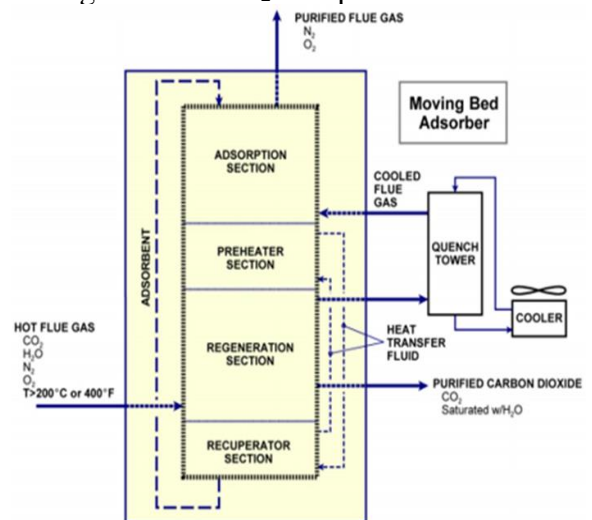 PURIFIED FLUE GAS
N₂
O₂
Moving Bed
Adsorber
ADSORPTION
SECTION
COOLED
FLUE
GAS
ADSORBENT
PREHEATER
SECTION
QUENCH
TOWER
COOLER
HOT FLUE GAS
CO₂
H₂O
N₂
O₂
T>200°C or 400°F
REGENERATION
SECTION
HEAT
TRANSFER
FLUID
PURIFIED CARBON DIOXIDE
CO₂
Saturated w/H₂O
RECUPERATOR
SECTION